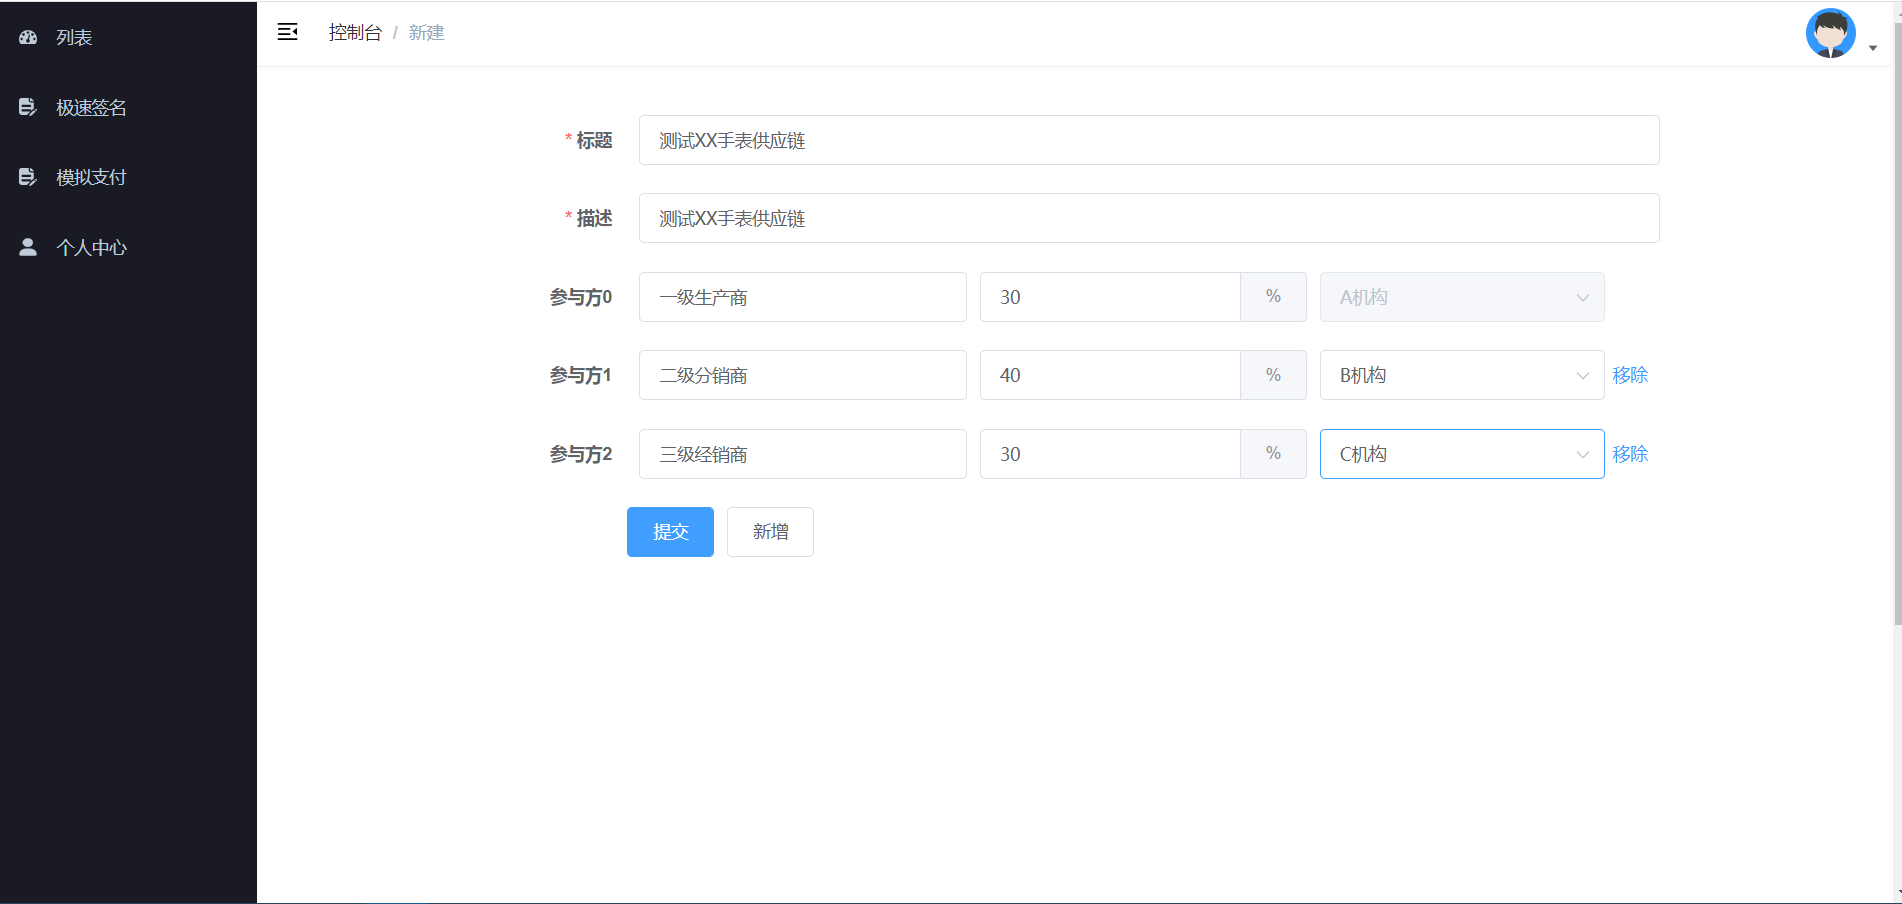 列表
极速签名
模拟支付
个人中心
控制台 / 新建
* 标题 测试XX手表供应链
* 描述 测试XX手表供应链
参与方0 一级生产商 30 % A机构
参与方1 二级分销商 40 % B机构 移除
参与方2 三级经销商 30 % C机构 移除
提交 新增